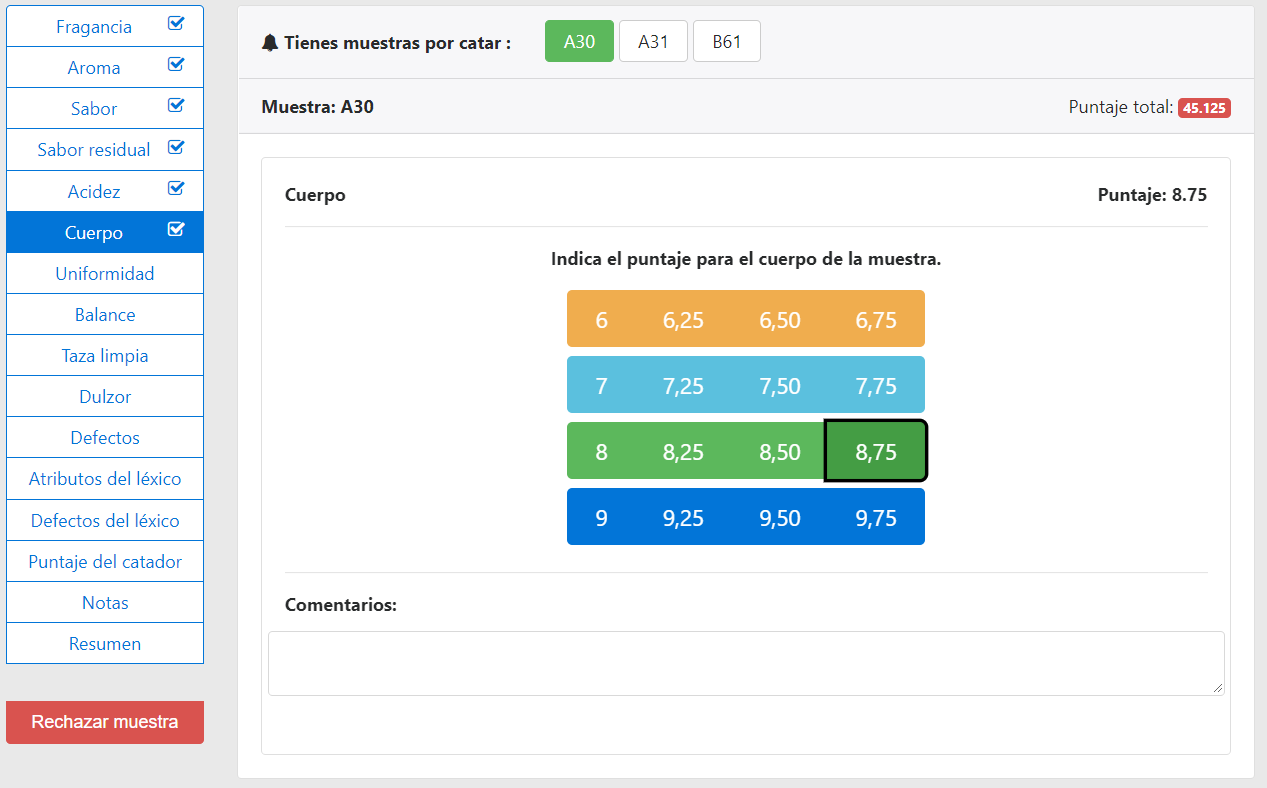 Fragancia
Aroma
Sabor
Sabor residual
Acidez
Cuerpo
Uniformidad
Balance
Taza limpia
Dulzor
Defectos
Atributos del léxico
Defectos del léxico
Puntaje del catador
Notas
Resumen
Rechazar muestra
Tienes muestras por catar : A30 A31 B61
Muestra: A30 Puntaje total: 45.125
Cuerpo Puntaje: 8.75
Indica el puntaje para el cuerpo de la muestra.
6 6,25 6,50 6,75
7 7,25 7,50 7,75
8 8,25 8,50 8,75
9 9,25 9,50 9,75
Comentarios: